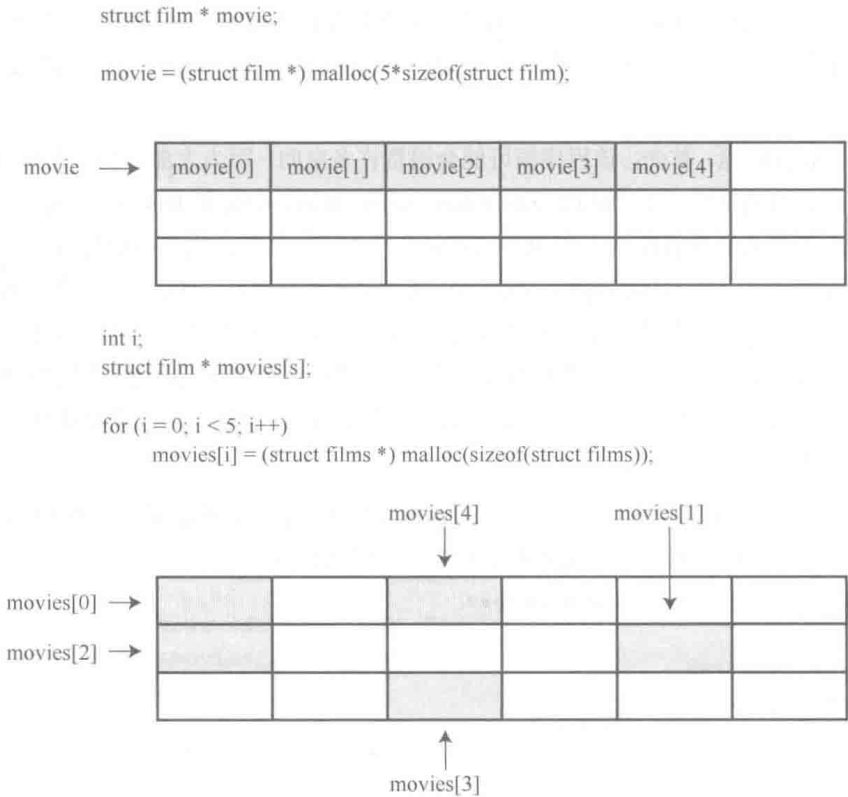 struct film * movie;
movie = (struct film *) malloc(5*sizeof(struct film);
movie
movie[0] movie[1] movie[2] movie[3] movie[4]
int i;
struct film * movies[s];
for (i = 0; i < 5; i++)
movies[i] = (struct films *) malloc(sizeof(struct films));
movies[4] movies[1]
movies[0]
movies[2]
movies[3]